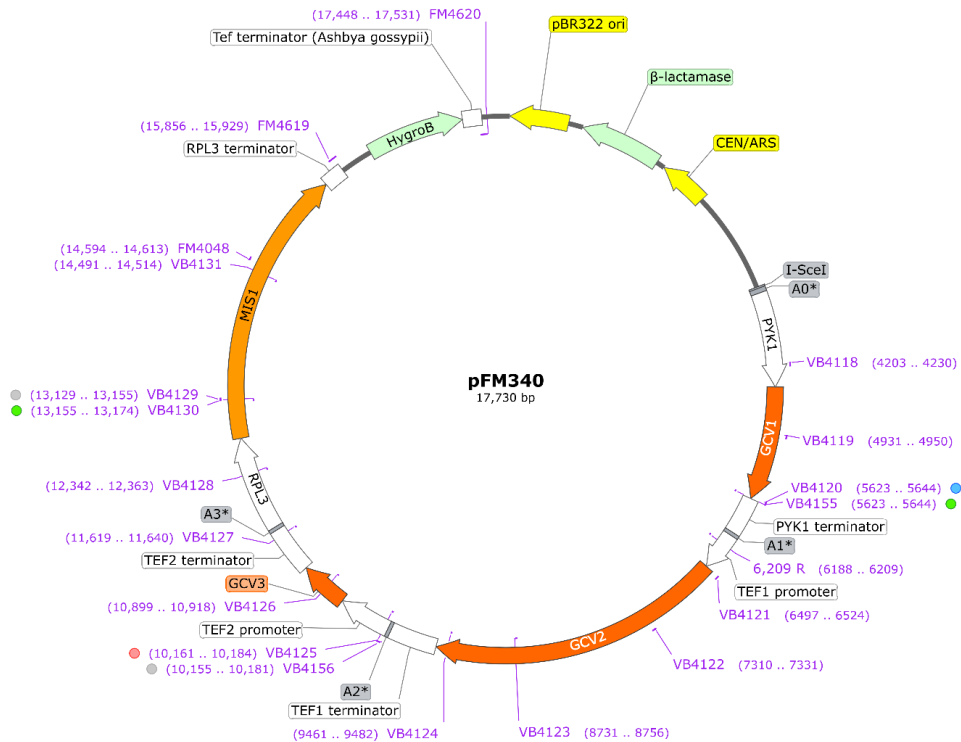 (17,448 .. 17,531) FM4620
pBR322 ori
Tef terminator (Ashbya gossypii)
β-lactamase
(15,856 .. 15,929) FM4619
HygroB
CEN/ARS
RPL3 terminator
(14,594 .. 14,613) FM4048
(14,491 .. 14,514) VB4131
I-SceI
A0*
MIS1
PYK1
VB4118 (4203 .. 4230)
pFM340
17,730 bp
(13,129 .. 13,155) VB4129
(13,155 .. 13,174) VB4130
GCV1
VB4119 (4931 .. 4950)
(12,342 .. 12,363) VB4128
RPL3
VB4120 (5623 .. 5644)
VB4155 (5623 .. 5644)
A3*
PYK1 terminator
(11,619 .. 11,640) VB4127
A1*
TEF2 terminator
6,209 R (6188 .. 6209)
GCV3
TEF1 promoter
(10,899 .. 10,918) VB4126
VB4121 (6497 .. 6524)
TEF2 promoter
GCV2
(10,161 .. 10,184) VB4125
(10,155 .. 10,181) VB4156
VB4122 (7310 .. 7331)
A2*
TEF1 terminator
(9461 .. 9482) VB4124
VB4123 (8731 .. 8756)